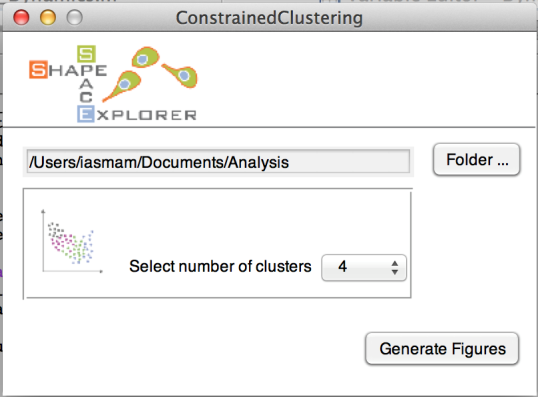 ConstrainedClustering
SHAPE
SPACE
EXPLORER
/Users/iasmam/Documents/Analysis
Folder ...
Select number of clusters 4
Generate Figures